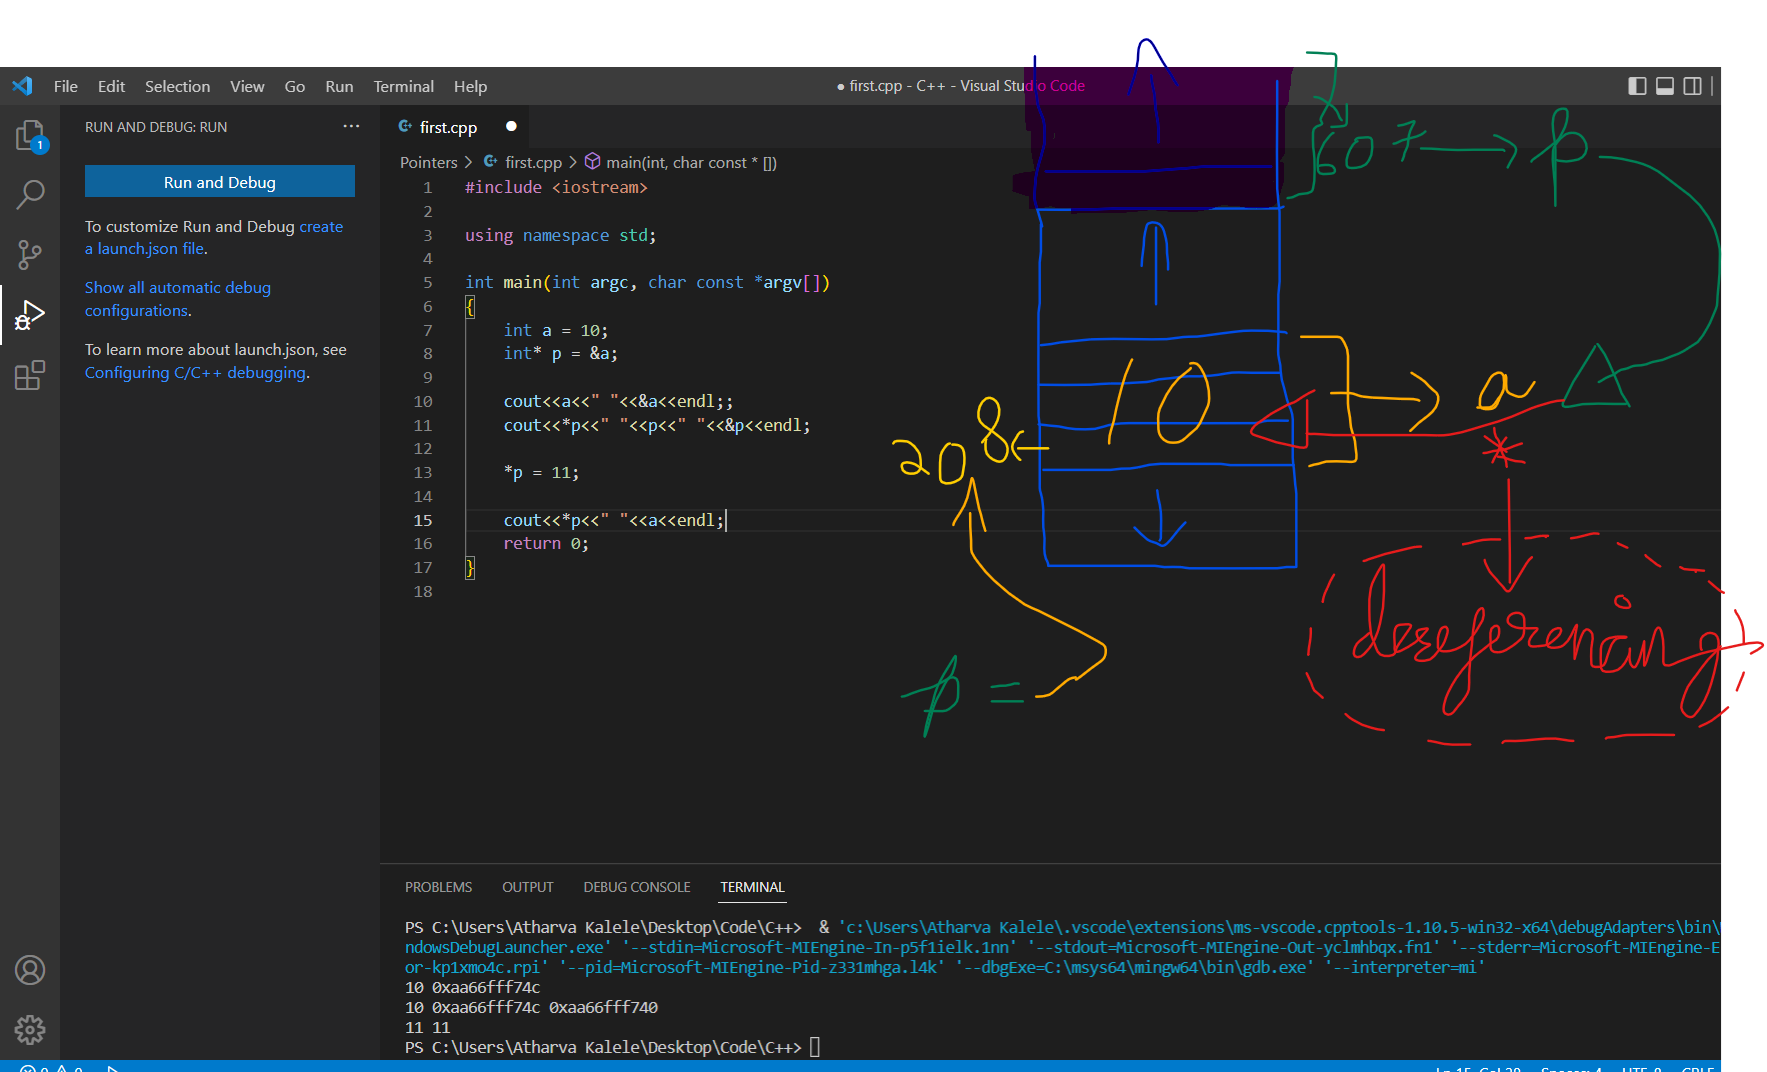 File Edit Selection View Go Run Terminal Help
● first.cpp - C++ - Visual Studio Code
RUN AND DEBUG: RUN ...
1
Run and Debug
To customize Run and Debug create
a launch.json file.
Show all automatic debug
configurations.
To learn more about launch.json, see
Configuring C/C++ debugging.
first.cpp
Pointers > first.cpp > main(int, char const * [])
1 #include <iostream>
2
3 using namespace std;
4
5 int main(int argc, char const *argv[])
6 {
7 int a = 10;
8 int* p = &a;
9
10 cout<<a<<" "<<&a<<endl;;
11 cout<<*p<<" "<<p<<" "<<&p<<endl;
12
13 *p = 11;
14
15 cout<<*p<<" "<<a<<endl;
16 return 0;
17 }
18
607 → p
10 → a
208
*
dereferencing
p =
PROBLEMS OUTPUT DEBUG CONSOLE TERMINAL
PS C:\Users\Atharva Kalele\Desktop\Code\C++> & 'c:\Users\Atharva Kalele\.vscode\extensions\ms-vscode.cpptools-1.10.5-win32-x64\debugAdapters\bin\
ndowsDebugLauncher.exe' '--stdin=Microsoft-MIEngine-In-p5f1ielk.1nn' '--stdout=Microsoft-MIEngine-Out-yclmhbqx.fn1' '--stderr=Microsoft-MIEngine-E
or-kp1xmo4c.rpi' '--pid=Microsoft-MIEngine-Pid-z331mhga.l4k' '--dbgExe=C:\msys64\mingw64\bin\gdb.exe' '--interpreter=mi'
10 0xaa66fff74c
10 0xaa66fff74c 0xaa66fff740
11 11
PS C:\Users\Atharva Kalele\Desktop\Code\C++>